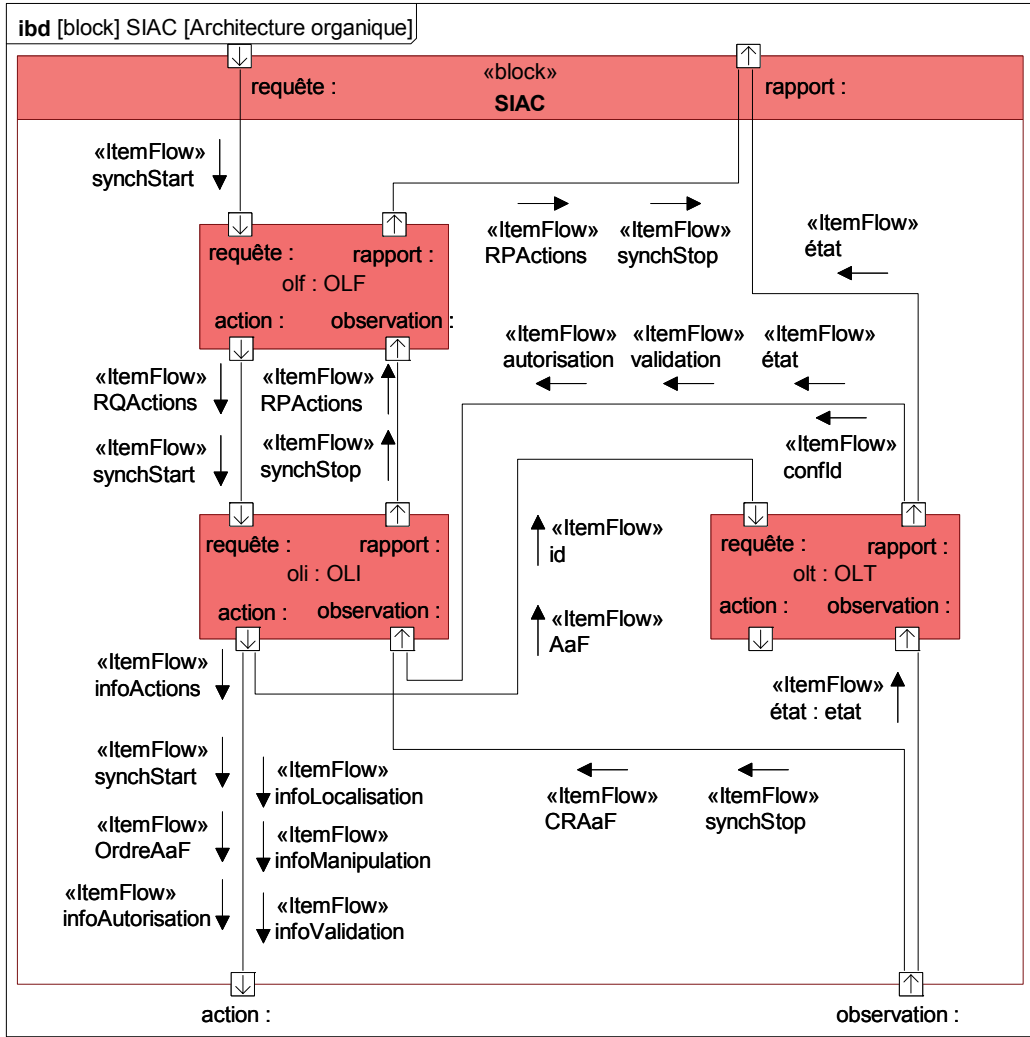 ibd [block] SIAC [Architecture organique]
«block»
SIAC
requête :
rapport :
«ItemFlow»
synchStart
«ItemFlow»
RPActions
«ItemFlow»
synchStop
«ItemFlow»
état
requête :
rapport :
olf : OLF
action :
observation :
«ItemFlow»
autorisation
«ItemFlow»
validation
«ItemFlow»
état
«ItemFlow»
RQActions
«ItemFlow»
RPActions
«ItemFlow»
synchStart
«ItemFlow»
synchStop
«ItemFlow»
confId
requête :
rapport :
oli : OLI
action :
observation :
«ItemFlow»
id
«ItemFlow»
AaF
requête :
rapport :
olt : OLT
action :
observation :
«ItemFlow»
infoActions
«ItemFlow»
état : etat
«ItemFlow»
synchStart
«ItemFlow»
infoLocalisation
«ItemFlow»
CRAaF
«ItemFlow»
synchStop
«ItemFlow»
OrdreAaF
«ItemFlow»
infoManipulation
«ItemFlow»
infoAutorisation
«ItemFlow»
infoValidation
action :
observation :